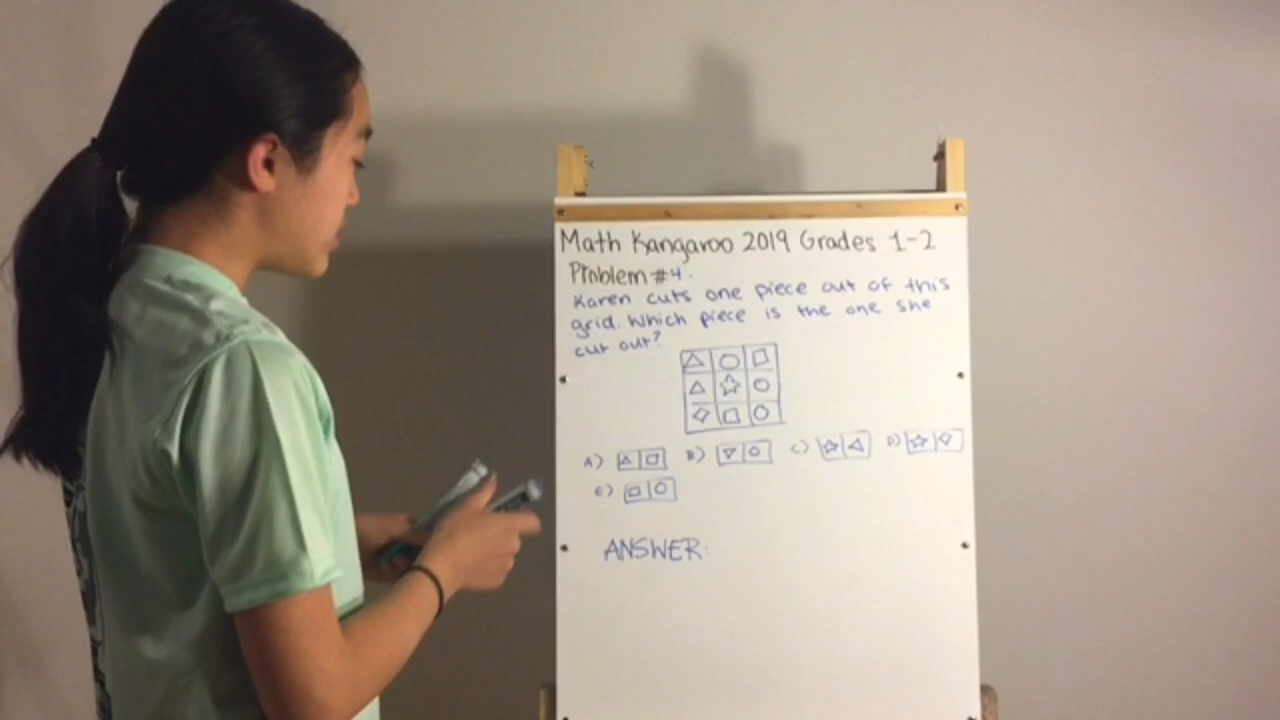 Math Kangaroo 2019 Grades 1-2
Problem #4.
Karen cuts one piece out of this
grid. Which piece is the one she
cut out?
A) B) C) D)
E)
ANSWER: